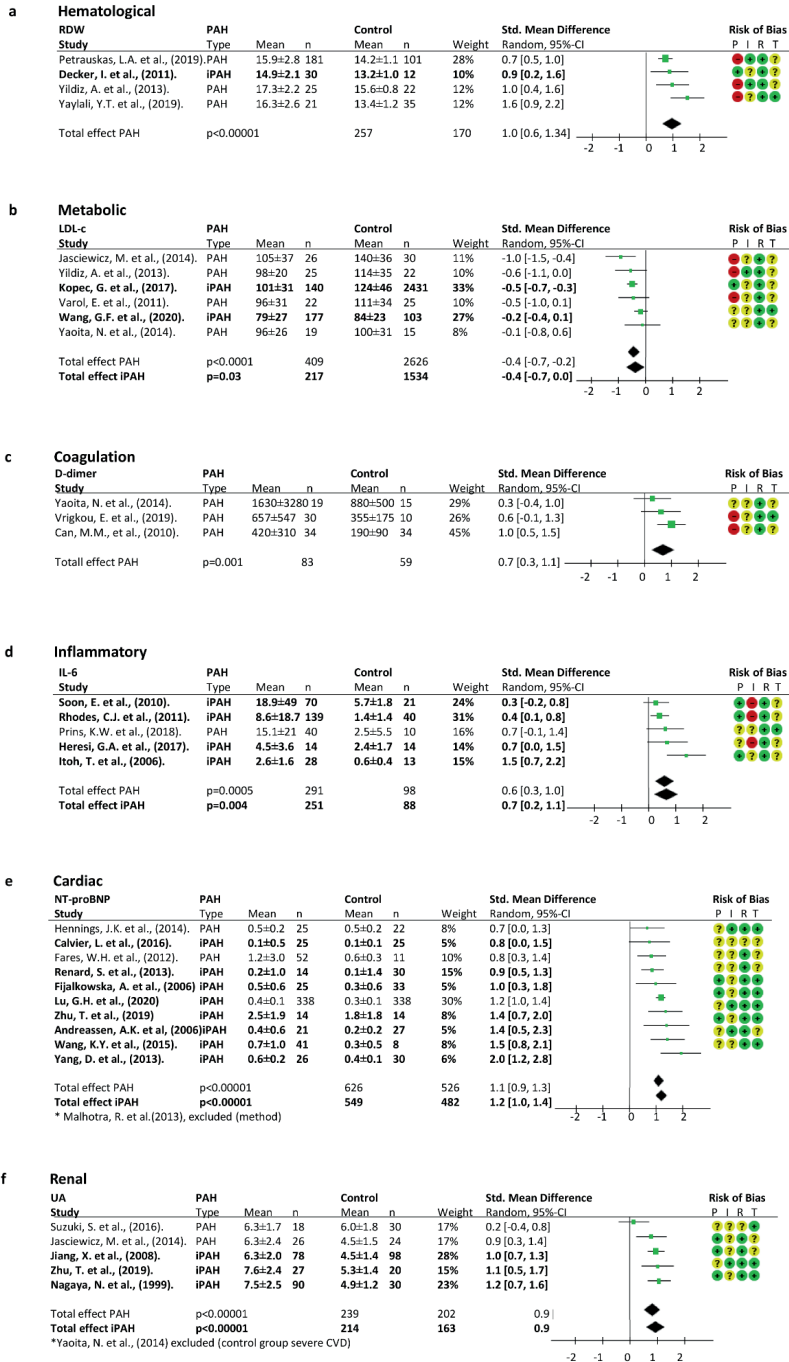 a Hematological
RDW PAH Control Std. Mean Difference Risk of Bias
Study Type Mean n Mean n Weight Random, 95%-CI P I R T
Petrauskas, L.A. et al., (2019). PAH 15.9±2.8 181 14.2±1.1 101 28% 0.7 [0.5, 1.0] - ? + ?
Decker, I. et al., (2011). iPAH 14.9±2.1 30 13.2±1.0 12 10% 0.9 [0.2, 1.6] + ? + ?
Yildiz, A. et al., (2013). PAH 17.3±2.2 25 15.6±0.8 22 12% 1.0 [0.4, 1.6] - ? + ?
Yaylali, Y.T. et al., (2019). PAH 16.3±2.6 21 13.4±1.2 35 12% 1.6 [0.9, 2.2] - ? + +
Total effect PAH p<0.00001 257 170 1.0 [0.6, 1.34]
-2 -1 0 1 2
b Metabolic
LDL-c PAH Control Std. Mean Difference Risk of Bias
Study Type Mean n Mean n Weight Random, 95%-CI P I R T
Jasciewicz, M. et al., (2014). PAH 105±37 26 140±36 30 11% -1.0 [-1.5, -0.4] - ? + ?
Yildiz, A. et al., (2013). PAH 98±20 25 114±35 22 10% -0.6 [-1.1, 0.0] - ? + ?
Kopec, G. et al., (2017). iPAH 101±31 140 124±46 2431 33% -0.5 [-0.7, -0.3] ? ? + ?
Varol, E. et al., (2011). PAH 96±31 22 111±34 25 10% -0.5 [-1.0, 0.1] - ? + ?
Wang, G.F. et al., (2020). iPAH 79±27 177 84±23 103 27% -0.2 [-0.4, 0.1] ? ? + +
Yaoita, N. et al., (2014). PAH 96±26 19 100±31 15 8% -0.1 [-0.8, 0.6] ? ? + ?
Total effect PAH p<0.0001 409 2626 -0.4 [-0.7, -0.2]
Total effect iPAH p=0.03 217 1534 -0.4 [-0.7, 0.0]
-2 -1 0 1 2
c Coagulation
D-dimer PAH Control Std. Mean Difference Risk of Bias
Study Type Mean n Mean n Weight Random, 95%-CI P I R T
Yaoita, N. et al., (2014). PAH 1630±3280 19 880±500 15 29% 0.3 [-0.4, 1.0] ? ? + ?
Vrigkou, E. et al., (2019). PAH 657±547 30 355±175 10 26% 0.6 [-0.1, 1.3] - ? + +
Can, M.M., et al., (2010). PAH 420±310 34 190±90 34 45% 1.0 [0.5, 1.5] - ? + ?
Totall effect PAH p=0.001 83 59 0.7 [0.3, 1.1]
-2 -1 0 1 2
d Inflammatory
IL-6 PAH Control Std. Mean Difference Risk of Bias
Study Type Mean n Mean n Weight Random, 95%-CI P I R T
Soon, E. et al., (2010). iPAH 18.9±49 70 5.7±1.8 21 24% 0.3 [-0.2, 0.8] + - + ?
Rhodes, C.J. et al., (2011). iPAH 8.6±18.7 139 1.4±1.4 40 31% 0.4 [0.1, 0.8] + - + ?
Prins, K.W. et al., (2018). PAH 15.1±21 40 2.5±5.5 10 16% 0.7 [-0.1, 1.4] ? ? ? +
Heresi, G.A. et al., (2017). iPAH 4.5±3.6 14 2.4±1.7 14 14% 0.7 [0.0, 1.5] ? - + ?
Itoh, T. et al., (2006). iPAH 2.6±1.6 28 0.6±0.4 13 15% 1.5 [0.7, 2.2] + ? + ?
Total effect PAH p=0.0005 291 98 0.6 [0.3, 1.0]
Total effect iPAH p=0.004 251 88 0.7 [0.2, 1.1]
-2 -1 0 1 2
e Cardiac
NT-proBNP PAH Control Std. Mean Difference Risk of Bias
Study Type Mean n Mean n Weight Random, 95%-CI P I R T
Hennings, J.K. et al., (2014). PAH 0.5±0.2 25 0.5±0.2 22 8% 0.7 [0.0, 1.3]
Calvier, L. et al., (2016). iPAH 0.1±0.5 25 0.1±0.1 25 5% 0.8 [0.0, 1.5]
Fares, W.H. et al., (2012). PAH 1.2±3.0 52 0.6±0.3 11 10% 0.8 [0.3, 1.4]
Renard, S. et al., (2013). iPAH 0.2±1.0 14 0.1±1.4 30 15% 0.9 [0.5, 1.3]
Fijalkowska, A. et al., (2006) iPAH 0.5±0.6 25 0.3±0.6 33 5% 1.0 [0.3, 1.8]
Lu, G.H. et al., (2020) iPAH 0.4±0.1 338 0.3±0.1 338 30% 1.2 [1.0, 1.4]
Zhu, T. et al., (2019) iPAH 2.5±1.9 14 1.8±1.8 14 8% 1.4 [0.7, 2.0]
Andreassen, A.K. et al, (2006) iPAH 0.4±0.6 21 0.2±0.2 27 5% 1.4 [0.5, 2.3]
Wang, K.Y. et al., (2015). iPAH 0.7±1.0 41 0.3±0.5 8 8% 1.5 [0.8, 2.1]
Yang, D. et al., (2013). iPAH 0.6±0.2 26 0.4±0.1 30 6% 2.0 [1.2, 2.8]
Total effect PAH p<0.00001 626 526 1.1 [0.9, 1.3]
Total effect iPAH p<0.00001 549 482 1.2 [1.0, 1.4]
* Malhotra, R. et al.(2013), excluded (method)
-2 -1 0 1 2
f Renal
UA PAH Control Std. Mean Difference Risk of Bias
Study Type Mean n Mean n Weight Random, 95%-CI P I R T
Suzuki, S. et al., (2016). PAH 6.3±1.7 18 6.0±1.8 30 17% 0.2 [-0.4, 0.8] ? ? ? +
Jasciewicz, M. et al., (2014). PAH 6.3±2.4 26 4.5±1.5 24 17% 0.9 [0.3, 1.4] - ? + ?
Jiang, X. et al., (2008). iPAH 6.3±2.0 78 4.5±1.4 98 28% 1.0 [0.7, 1.3] + ? + ?
Zhu, T. et al., (2019). iPAH 7.6±2.4 27 5.3±1.4 20 15% 1.1 [0.5, 1.7] ? + + +
Nagaya, N. et al., (1999). iPAH 7.5±2.5 90 4.9±1.2 30 23% 1.2 [0.7, 1.6] + ? + ?
Total effect PAH p<0.00001 239 202 0.9
Total effect iPAH p<0.00001 214 163 0.9
*Yaoita, N. et al., (2014) excluded (control group severe CVD)
-2 -1 0 1 2